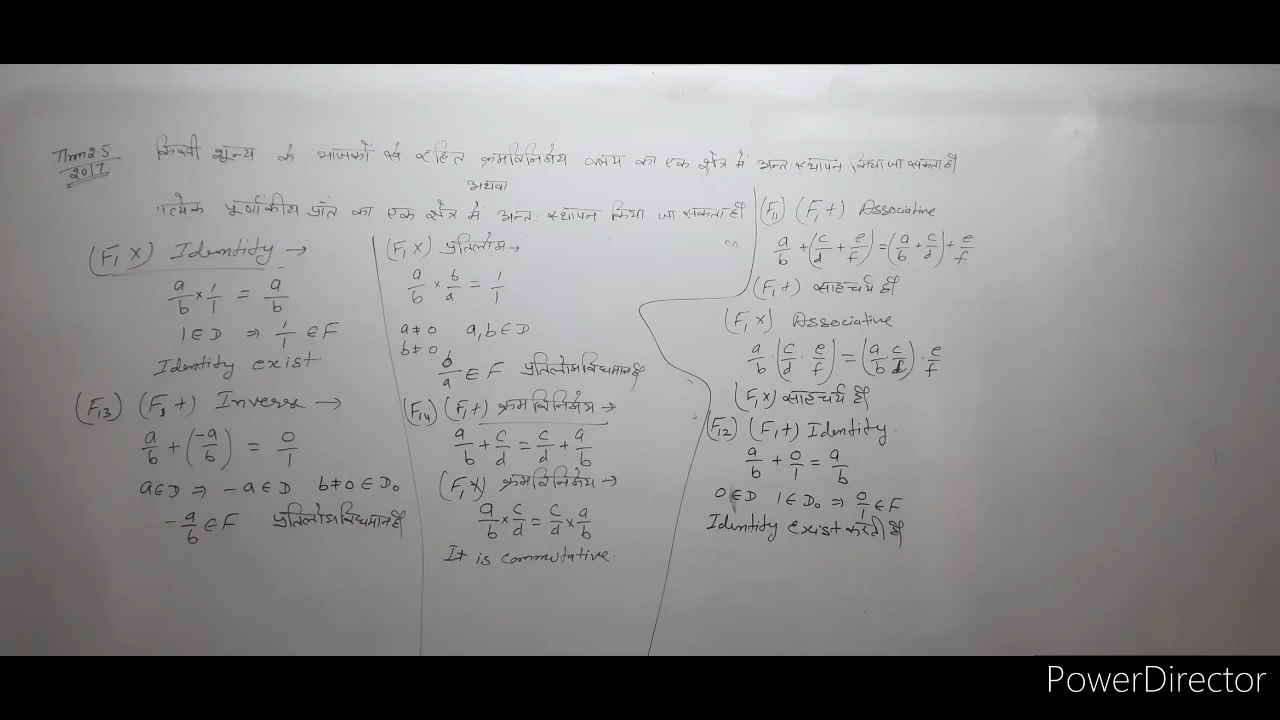 Thm 2.5
2017
किसी शून्य के भाजकों से रहित क्रमविनिमेय वलय का एक क्षेत्र में अन्तः स्थापन किया जा सकता है
अथवा
प्रत्येक पूर्णांकीय प्रांत का एक क्षेत्र में अन्तः स्थापन किया जा सकता है
(F, ×) Identity →
a/b × 1/1 = a/b
1 ∈ D ⇒ 1/1 ∈ F
Identity exist.
(F13) (F, +) Inverse →
a/b + (-a/b) = 0/1
a ∈ D ⇒ -a ∈ D b ≠ 0 ∈ D₀
-a/b ∈ F प्रतिलोम विद्यमान है
(F, ×) प्रतिलोम →
a/b × b/a = 1/1
a ≠ 0 a, b ∈ D
b ≠ 0
b/a ∈ F प्रतिलोम विद्यमान है
(F14) (F, +) क्रमविनिमेय →
a/b + c/d = c/d + a/b
(F, ×) क्रमविनिमेय →
a/b × c/d = c/d × a/b
It is commutative.
(F11) (F, +) Associative
a/b + (c/d + e/f) = (a/b + c/d) + e/f
(F, +) साहचर्य है
(F, ×) Associative
a/b · (c/d · e/f) = (a/b · c/d) · e/f
(F, ×) साहचर्य है
(F12) (F, +) Identity.
a/b + 0/1 = a/b
0 ∈ D 1 ∈ D₀ ⇒ 0/1 ∈ F
Identity exist करती है
PowerDirector